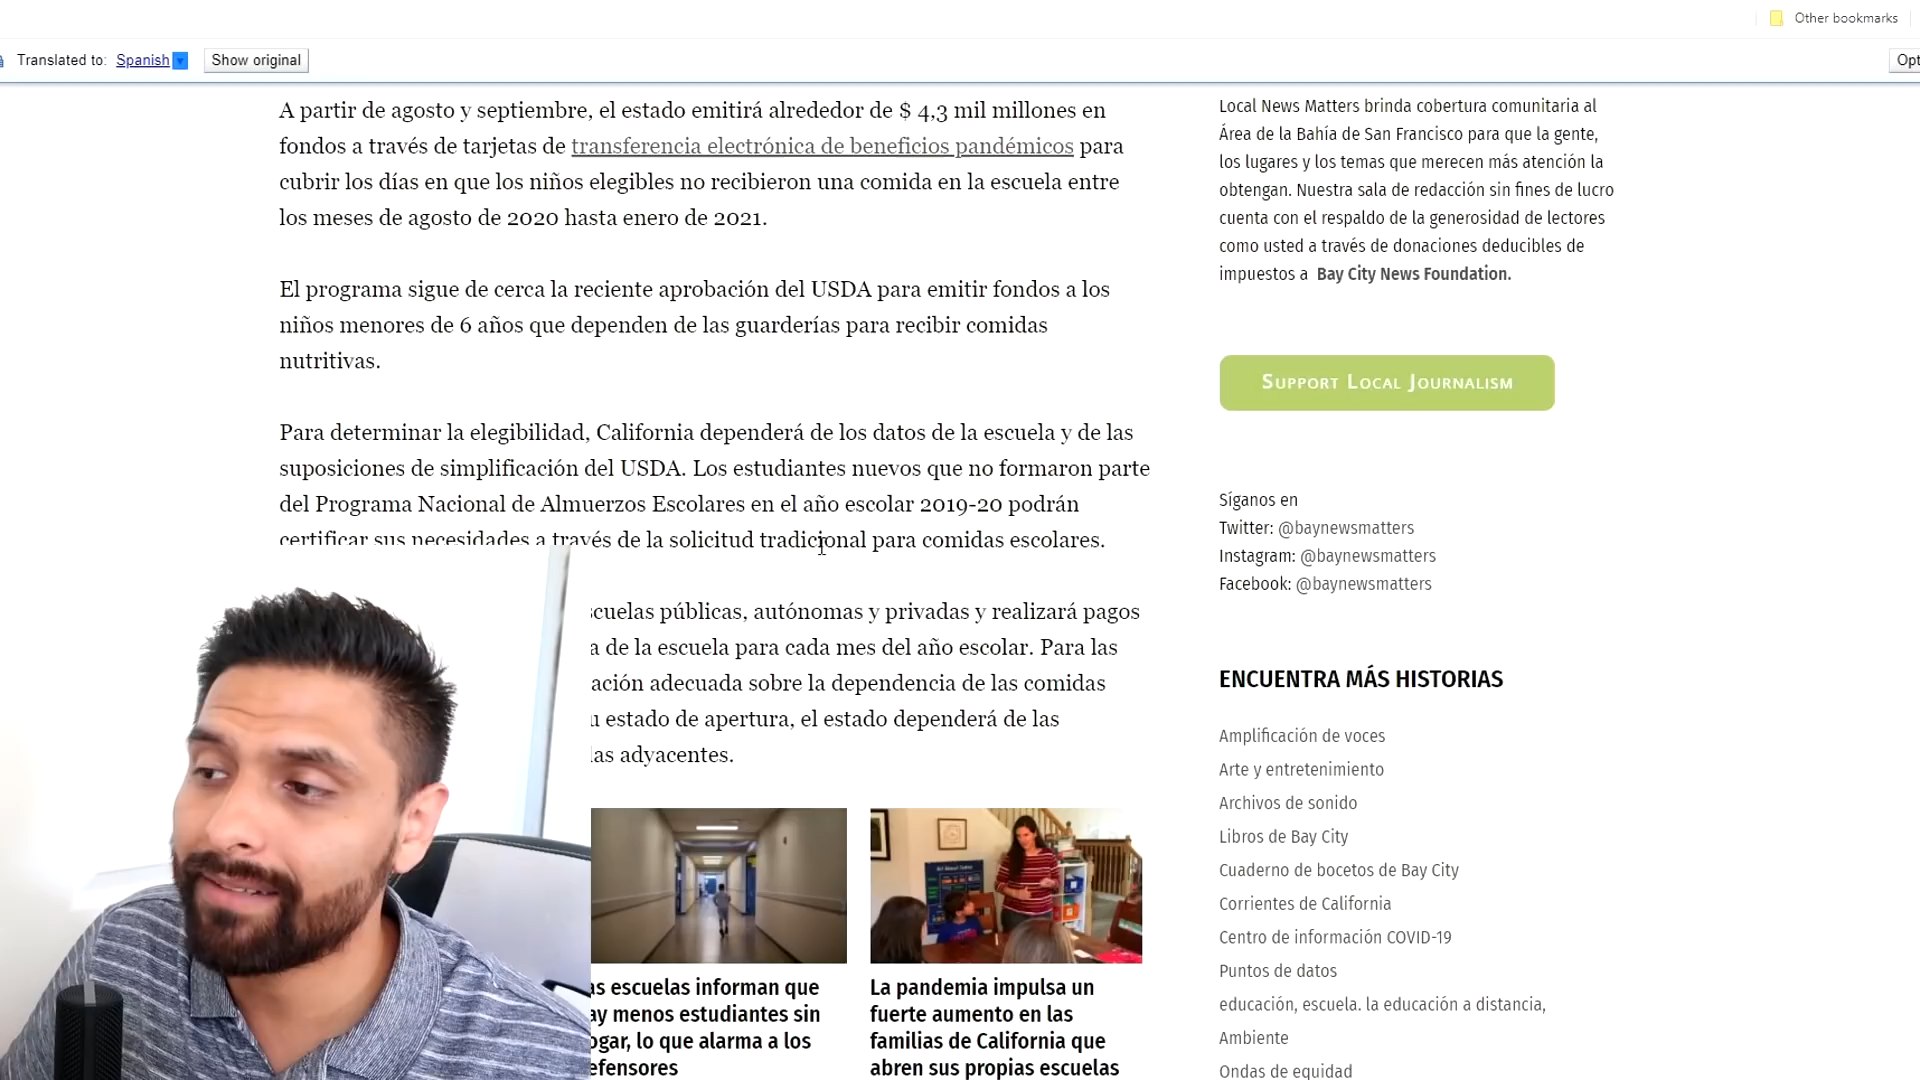 Other bookmarks
Translated to: Spanish Show original
A partir de agosto y septiembre, el estado emitirá alrededor de $ 4,3 mil millones en
fondos a través de tarjetas de transferencia electrónica de beneficios pandémicos para
cubrir los días en que los niños elegibles no recibieron una comida en la escuela entre
los meses de agosto de 2020 hasta enero de 2021.
El programa sigue de cerca la reciente aprobación del USDA para emitir fondos a los
niños menores de 6 años que dependen de las guarderías para recibir comidas
nutritivas.
Para determinar la elegibilidad, California dependerá de los datos de la escuela y de las
suposiciones de simplificación del USDA. Los estudiantes nuevos que no formaron parte
del Programa Nacional de Almuerzos Escolares en el año escolar 2019-20 podrán
certificar sus necesidades a través de la solicitud tradicional para comidas escolares.
públicas, autónomas y privadas y realizará pagos
de la escuela para cada mes del año escolar. Para las
adecuada sobre la dependencia de las comidas
estado de apertura, el estado dependerá de las
adyacentes.
escuelas informan que
menos estudiantes sin
lo que alarma a los
La pandemia impulsa un
fuerte aumento en las
familias de California que
abren sus propias escuelas
Local News Matters brinda cobertura comunitaria al
Área de la Bahía de San Francisco para que la gente,
los lugares y los temas que merecen más atención la
obtengan. Nuestra sala de redacción sin fines de lucro
cuenta con el respaldo de la generosidad de lectores
como usted a través de donaciones deducibles de
impuestos a Bay City News Foundation.
Support Local Journalism
Síganos en
Twitter: @baynewsmatters
Instagram: @baynewsmatters
Facebook: @baynewsmatters
ENCUENTRA MÁS HISTORIAS
Amplificación de voces
Arte y entretenimiento
Archivos de sonido
Libros de Bay City
Cuaderno de bocetos de Bay City
Corrientes de California
Centro de información COVID-19
Puntos de datos
educación, escuela. la educación a distancia,
Ambiente
Ondas de equidad